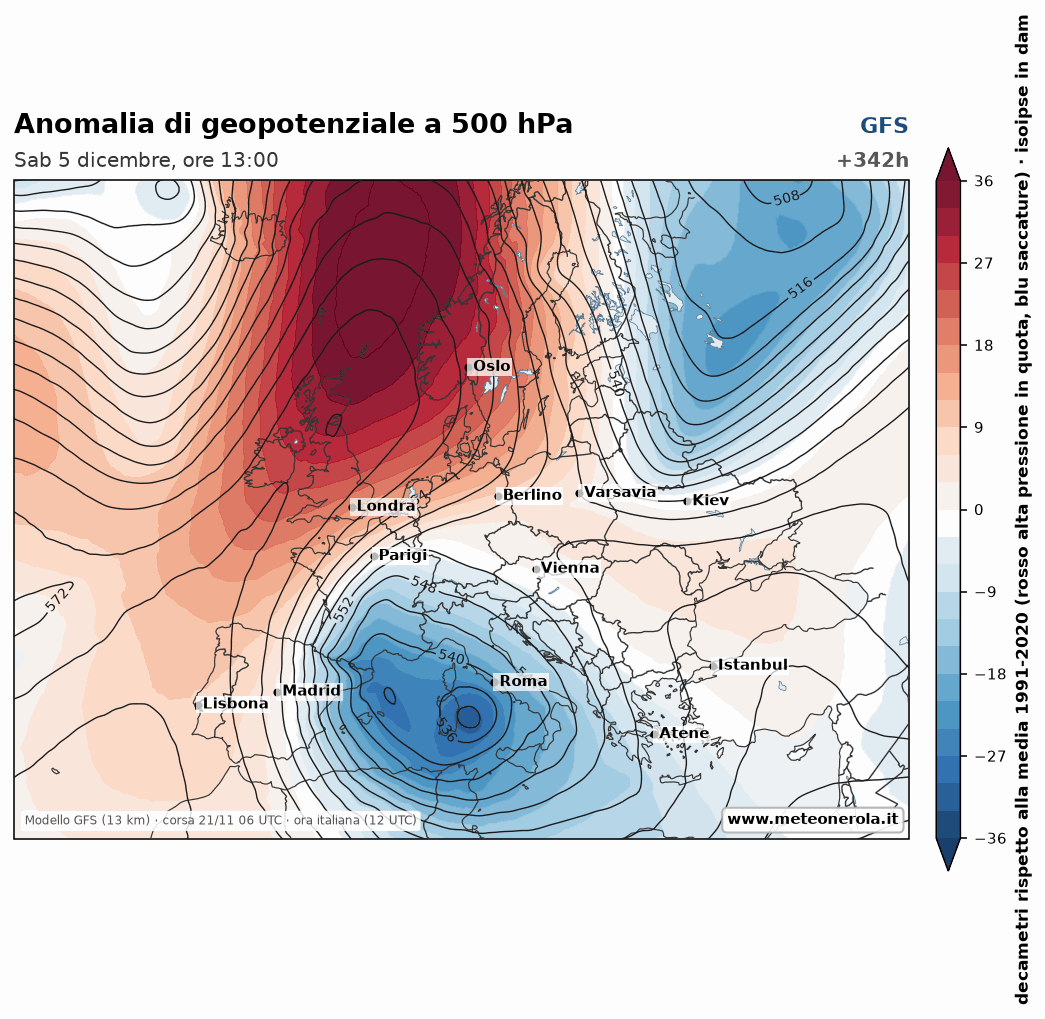 Anomalia di geopotenziale a 500 hPa
GFS
Sab 5 dicembre, ore 13:00
+342h
508
516
540
Oslo
Londra
Berlino
Varsavia
Kiev
Parigi
Vienna
548
552
572
540
Roma
Madrid
Lisbona
536
Istanbul
Atene
Modello GFS (13 km) · corsa 21/11 06 UTC · ora italiana (12 UTC)
www.meteonerola.it
36
27
18
9
0
−9
−18
−27
−36
decametri rispetto alla media 1991-2020 (rosso alta pressione in quota, blu saccature) · isoipse in dam